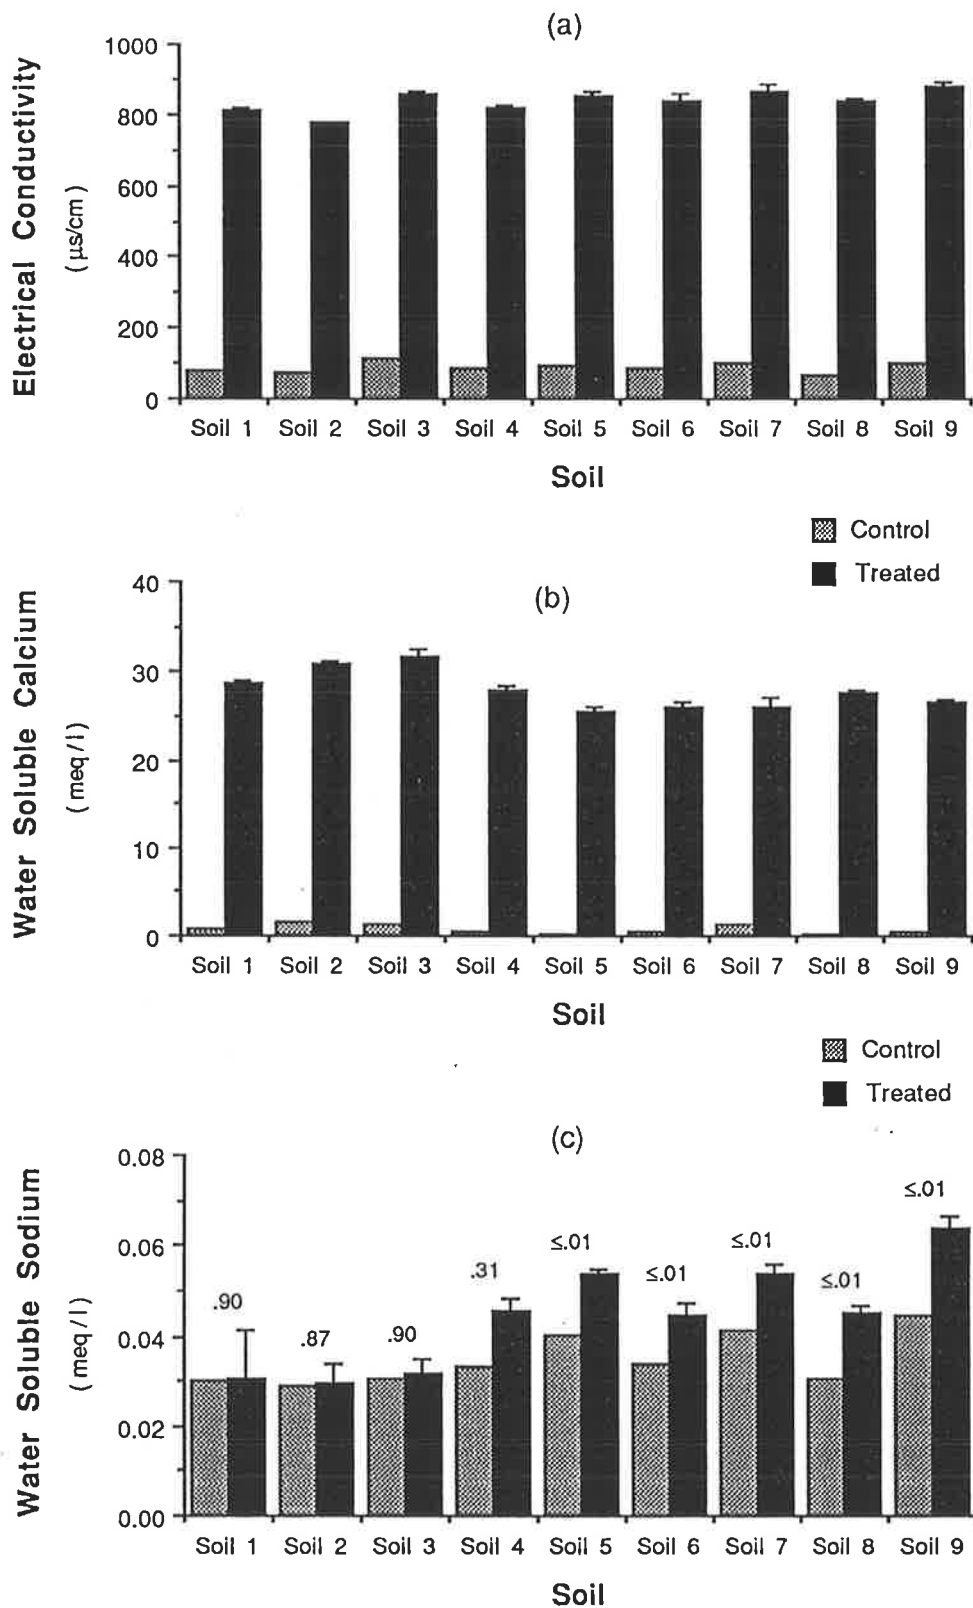 (a)
Electrical Conductivity
(µs/cm)
1000
800
600
400
200
0
Soil 1 Soil 2 Soil 3 Soil 4 Soil 5 Soil 6 Soil 7 Soil 8 Soil 9
Soil
Control
Treated
(b)
Water Soluble Calcium
(meq/l)
40
30
20
10
0
Soil 1 Soil 2 Soil 3 Soil 4 Soil 5 Soil 6 Soil 7 Soil 8 Soil 9
Soil
Control
Treated
(c)
Water Soluble Sodium
(meq/l)
0.08
0.06
0.04
0.02
0.00
.90 .87 .90 .31 ≤.01 ≤.01 ≤.01 ≤.01 ≤.01
Soil 1 Soil 2 Soil 3 Soil 4 Soil 5 Soil 6 Soil 7 Soil 8 Soil 9
Soil